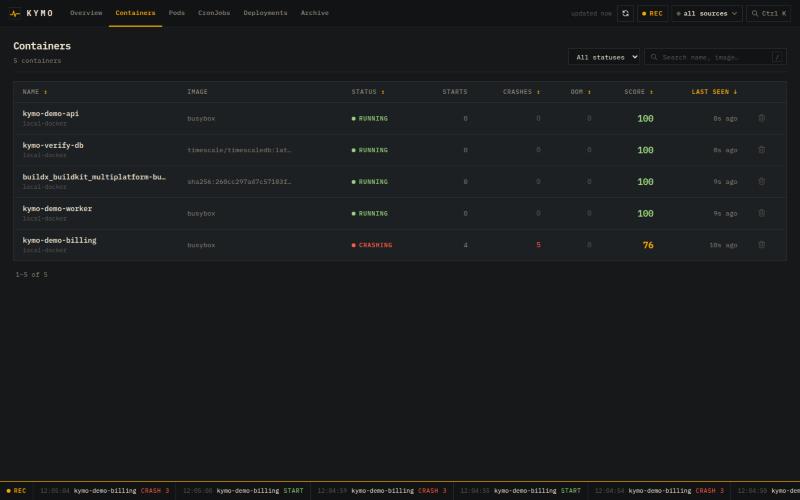 KYMO Overview Containers Pods CronJobs Deployments Archive updated now REC all sources Ctrl K
Containers
5 containers
All statuses Search name, image… /
NAME IMAGE STATUS STARTS CRASHES OOM SCORE LAST SEEN ↓
kymo-demo-api busybox RUNNING 0 0 0 100 8s ago
local-docker
kymo-verify-db timescale/timescaledb:lat… RUNNING 0 0 0 100 8s ago
local-docker
buildx_buildkit_multiplatform-bu… RUNNING 0 0 0 100 9s ago
local-docker
kymo-demo-worker busybox RUNNING 0 0 0 100 9s ago
local-docker
kymo-demo-billing busybox CRASHING 4 5 0 76 10s ago
local-docker
1–5 of 5
REC 12:05:04 kymo-demo-billing CRASH 3 kymo-demo-billing START 12:04:59 kymo-demo-billing CRASH 3 12:04:55 kymo-demo-billing START 12:04:54 kymo-demo-billing CRASH 3 12:04:50